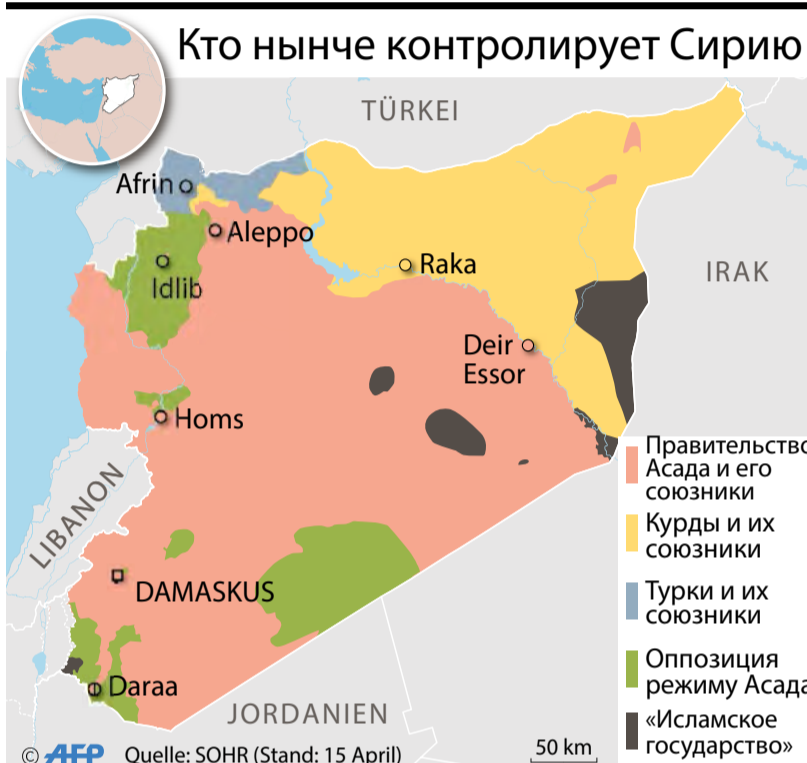 Кто нынче контролирует Сирию
TÜRKEI
Afrin
Aleppo
Idlib
Raka
IRAK
Deir
Essor
Homs
LIBANON
DAMASKUS
Daraa
JORDANIEN
Правительство
Асада и его
союзники
Курды и их
союзники
Турки и их
союзники
Оппозиция
режиму Асада
«Исламское
государство»
50 km
© AFP Quelle: SOHR (Stand: 15 April)